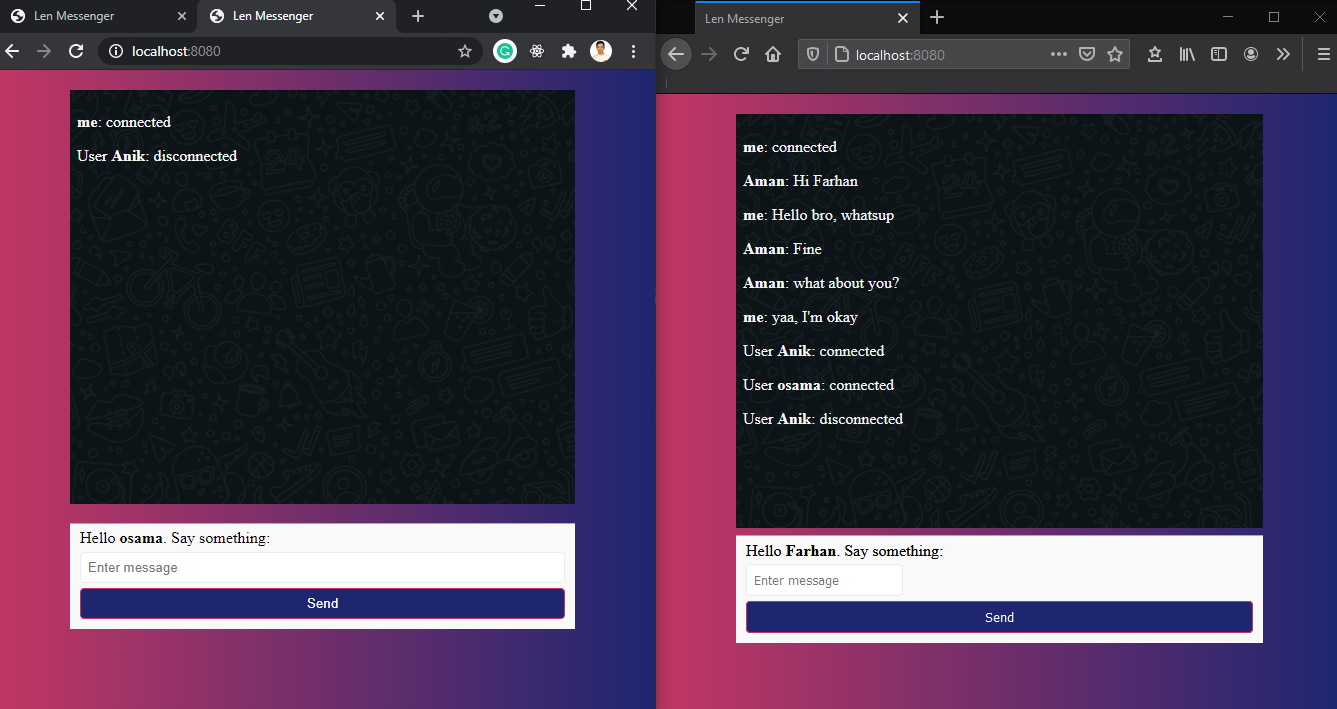 Len Messenger
Len Messenger
localhost:8080
me: connected
User Anik: disconnected
Hello osama. Say something:
Enter message
Send
Len Messenger
localhost:8080
me: connected
Aman: Hi Farhan
me: Hello bro, whatsup
Aman: Fine
Aman: what about you?
me: yaa, I'm okay
User Anik: connected
User osama: connected
User Anik: disconnected
Hello Farhan. Say something:
Enter message
Send